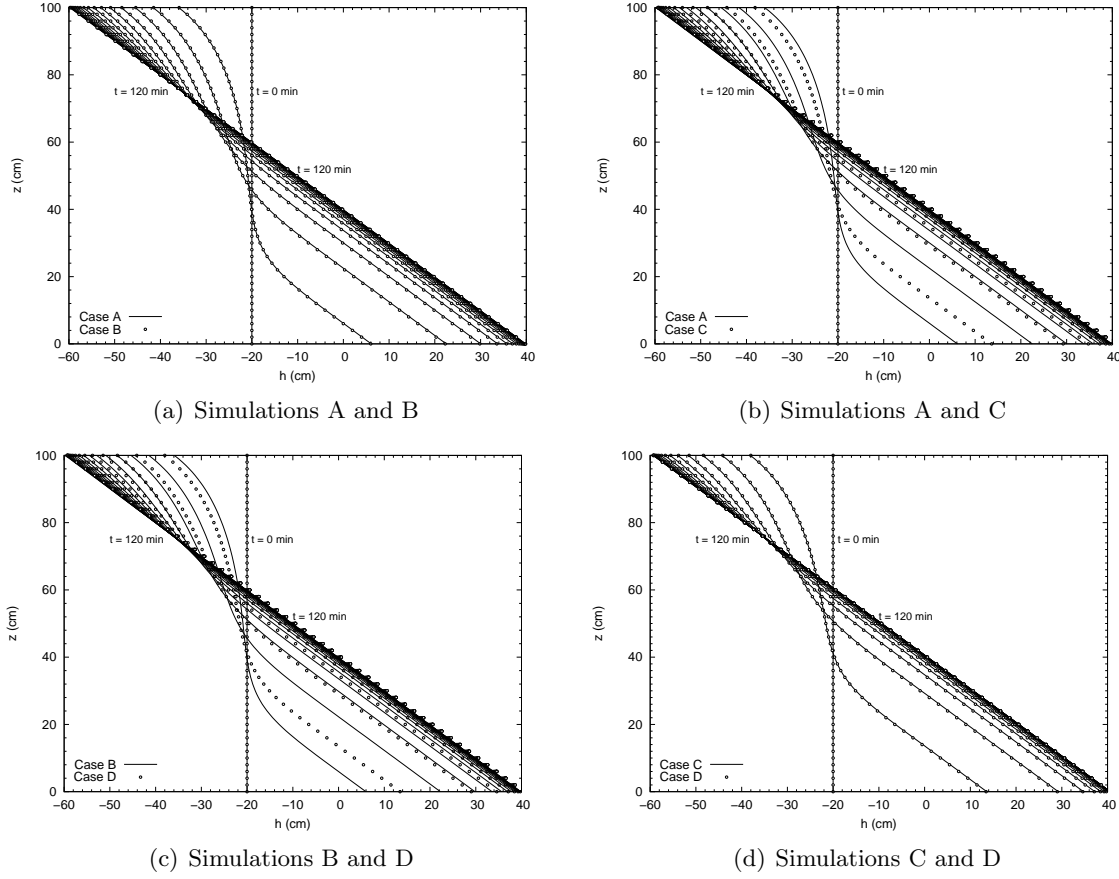 100
80
60
40
20
0
z (cm)
t = 120 min
t = 0 min
t = 120 min
Case A
Case B
−60 −50 −40 −30 −20 −10 0 10 20 30 40
h (cm)
(a) Simulations A and B
100
80
60
40
20
0
z (cm)
t = 120 min
t = 0 min
t = 120 min
Case A
Case C
−60 −50 −40 −30 −20 −10 0 10 20 30 40
h (cm)
(b) Simulations A and C
100
80
60
40
20
0
z (cm)
t = 120 min
t = 0 min
t = 120 min
Case B
Case D
−60 −50 −40 −30 −20 −10 0 10 20 30 40
h (cm)
(c) Simulations B and D
100
80
60
40
20
0
z (cm)
t = 120 min
t = 0 min
t = 120 min
Case C
Case D
−60 −50 −40 −30 −20 −10 0 10 20 30 40
h (cm)
(d) Simulations C and D